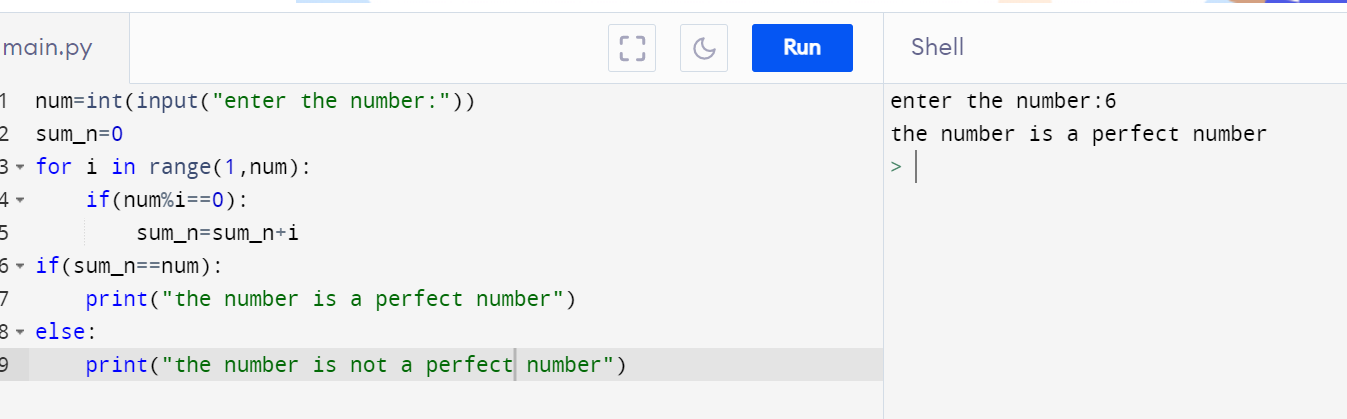 main.py
Run
Shell
1 num=int(input("enter the number:"))
2 sum_n=0
3 for i in range(1,num):
4     if(num%i==0):
5         sum_n=sum_n+i
6 if(sum_n==num):
7     print("the number is a perfect number")
8 else:
9     print("the number is not a perfect number")
enter the number:6
the number is a perfect number
>